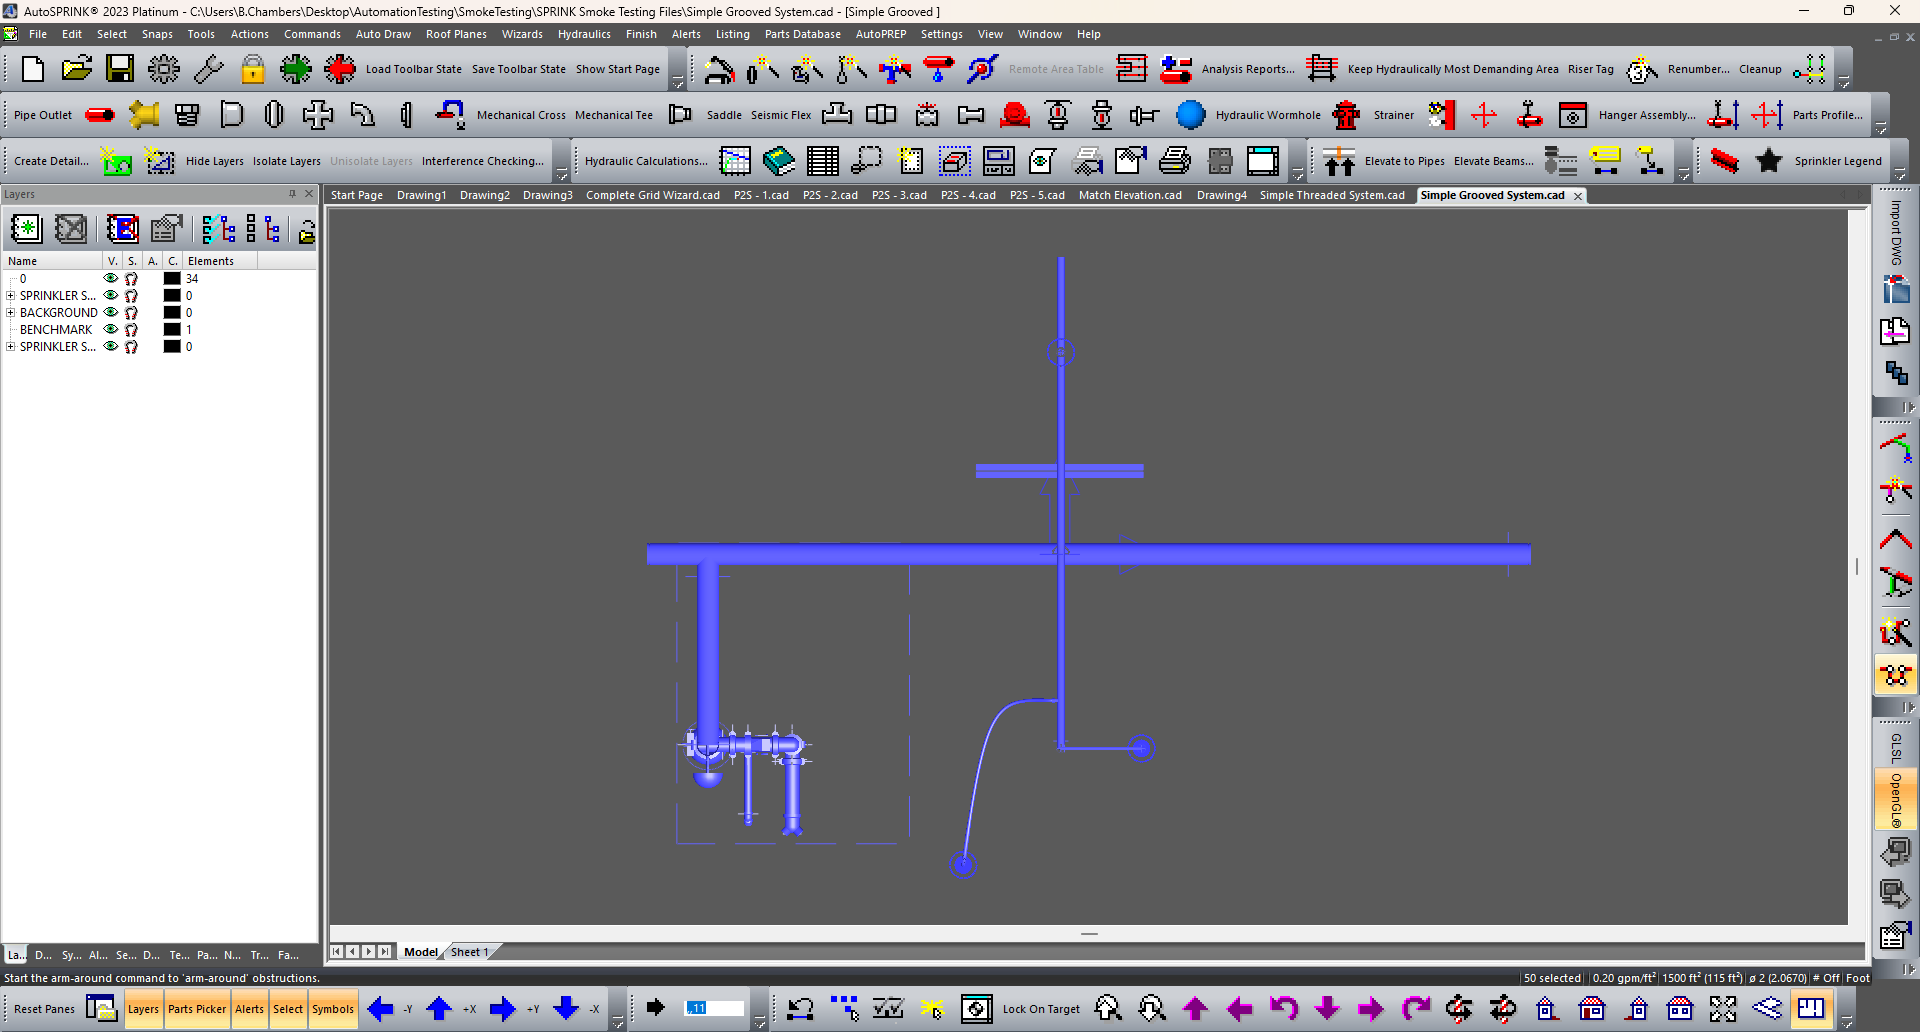 AutoSPRINK® 2023 Platinum - C:\Users\B.Chambers\Desktop\AutomationTesting\SmokeTesting\SPRINK Smoke Testing Files\Simple Grooved System.cad - [Simple Grooved ]
File Edit Select Snaps Tools Actions Commands Auto Draw Roof Planes Wizards Hydraulics Finish Alerts Listing Parts Database AutoPREP Settings View Window Help
Load Toolbar State Save Toolbar State Show Start Page Remote Area Table Analysis Reports... Keep Hydraulically Most Demanding Area Riser Tag Renumber... Cleanup
Pipe Outlet Mechanical Cross Mechanical Tee Saddle Seismic Flex Hydraulic Wormhole Strainer Hanger Assembly... Parts Profile...
Create Detail... Hide Layers Isolate Layers Unisolate Layers Interference Checking... Hydraulic Calculations... Elevate to Pipes Elevate Beams... Sprinkler Legend
Layers
Start Page Drawing1 Drawing2 Drawing3 Complete Grid Wizard.cad P2S - 1.cad P2S - 2.cad P2S - 3.cad P2S - 4.cad P2S - 5.cad Match Elevation.cad Drawing4 Simple Threaded System.cad Simple Grooved System.cad
Import DWG
Name V. S. A. C. Elements
0 34
SPRINKLER S... 0
BACKGROUND 0
BENCHMARK 1
SPRINKLER S... 0
GLSL
OpenGL®
La... D... Sy... Al... Se... D... Te... Pa... N... Tr... Fa...
Model Sheet 1
Start the arm-around command to 'arm-around' obstructions.
50 selected 0.20 gpm/ft² 1500 ft² (115 ft²) ø 2 (2.0670) # Off Foot
Reset Panes Layers Parts Picker Alerts Select Symbols -Y +X +Y -X ,,11 Lock On Target